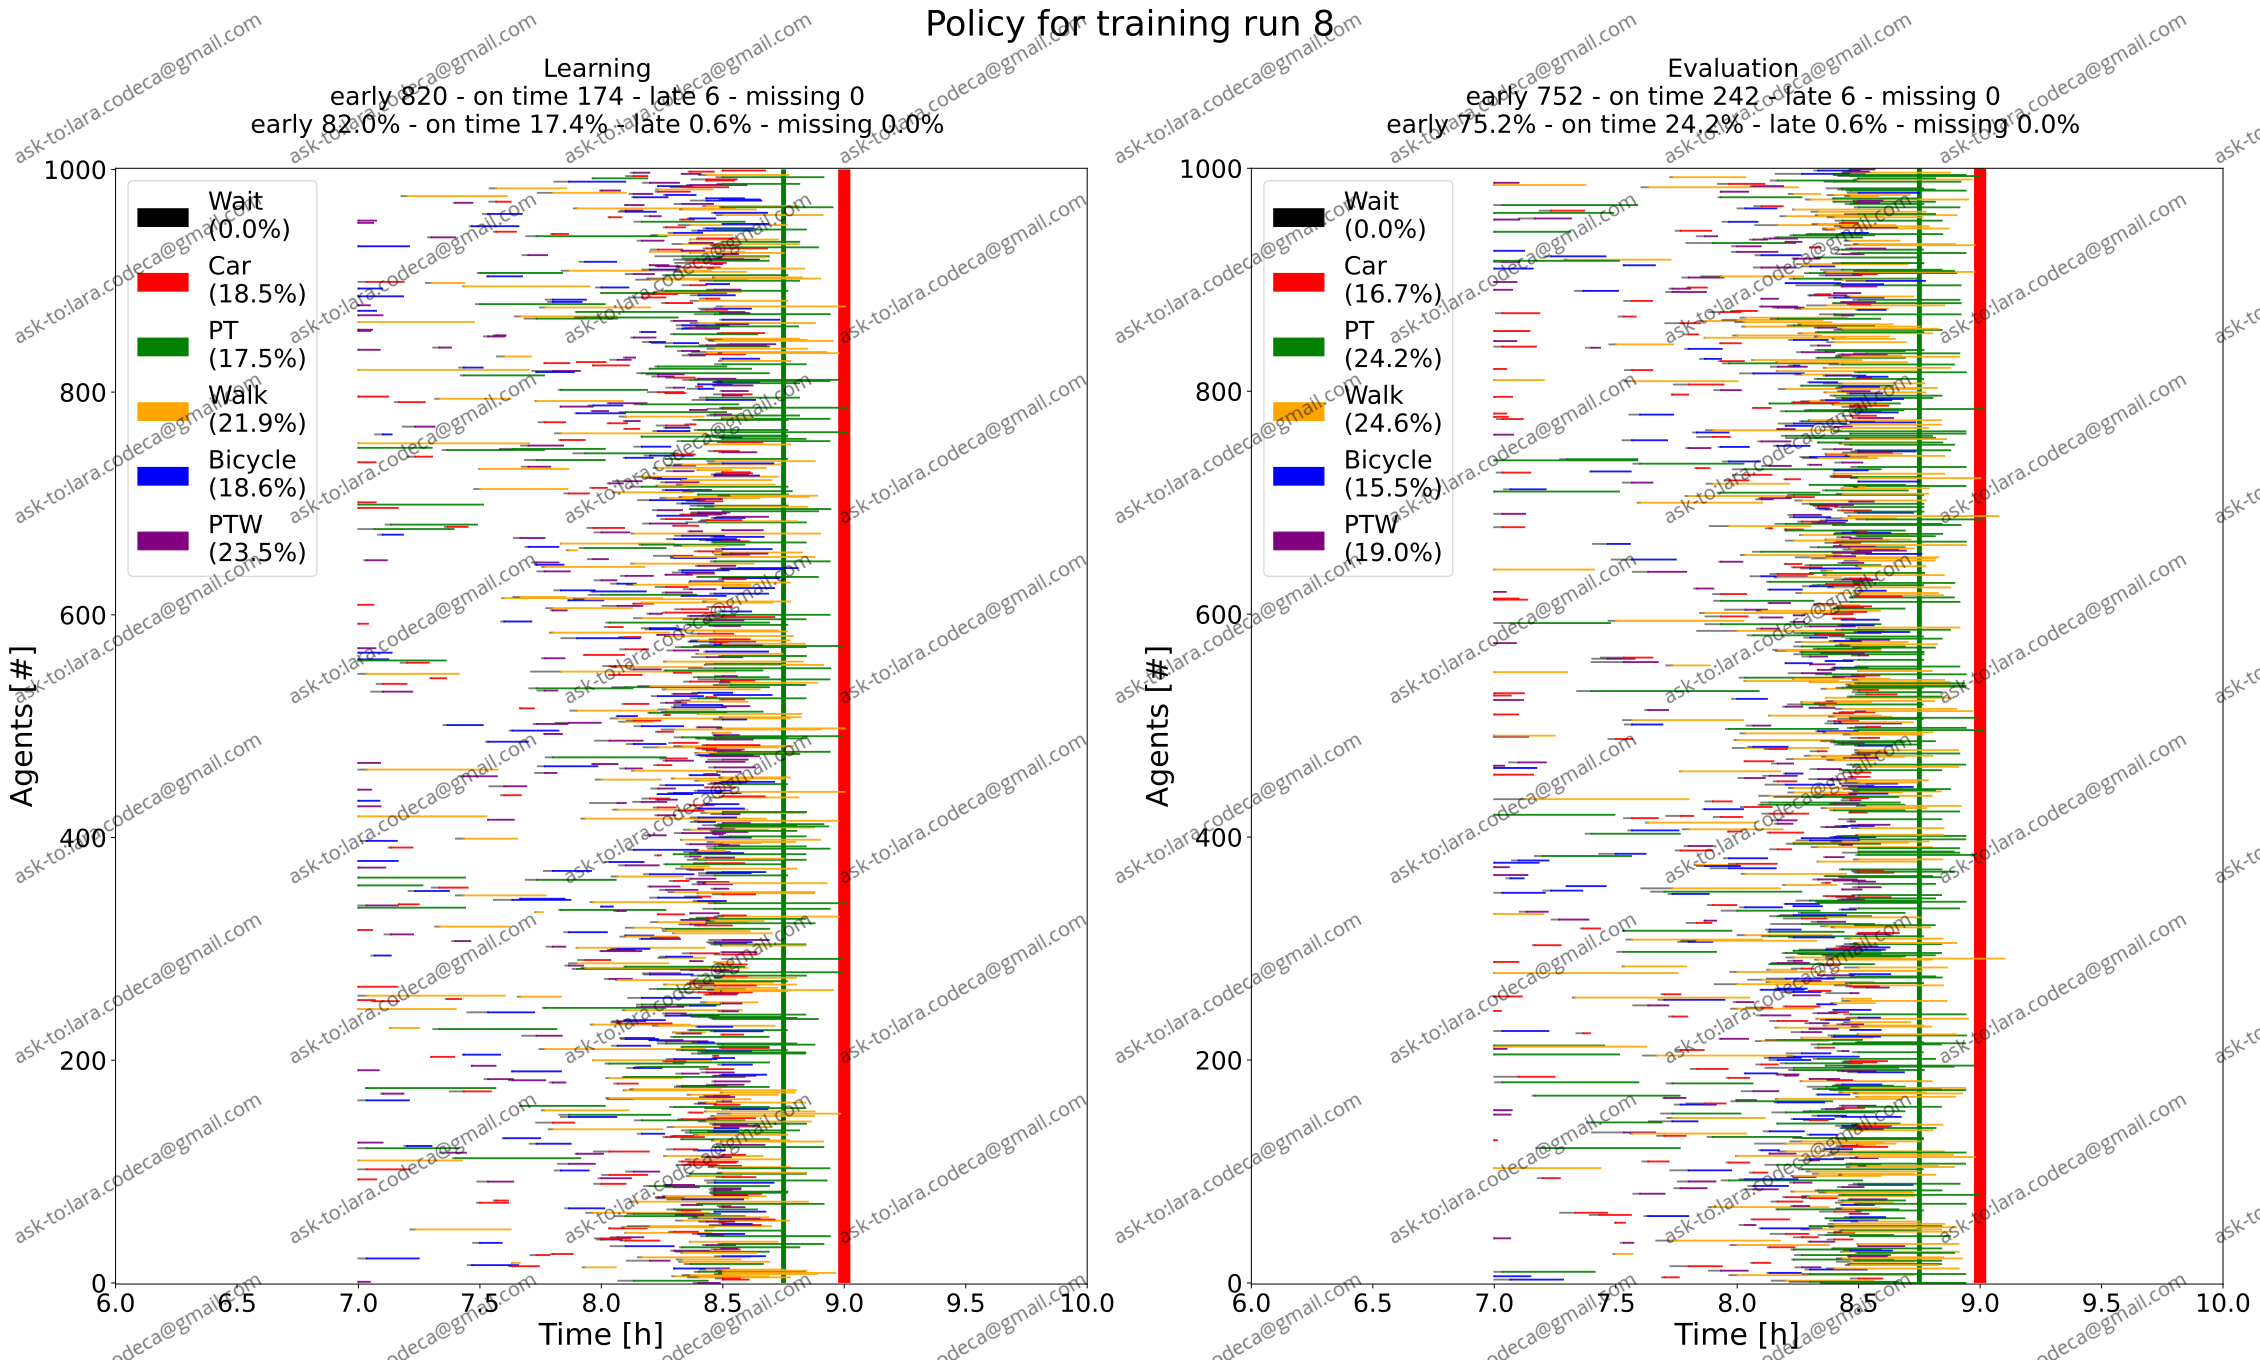 Policy for training run 8
Learning
early 820 - on time 174 - late 6 - missing 0
early 82.0% - on time 17.4% - late 0.6% - missing 0.0%
Evaluation
early 752 - on time 242 - late 6 - missing 0
early 75.2% - on time 24.2% - late 0.6% - missing 0.0%
Agents [#]
1000
800
600
400
200
0
Wait
(0.0%)
Car
(18.5%)
PT
(17.5%)
Walk
(21.9%)
Bicycle
(18.6%)
PTW
(23.5%)
6.0 6.5 7.0 7.5 8.0 8.5 9.0 9.5 10.0
Time [h]
Agents [#]
1000
800
600
400
200
0
Wait
(0.0%)
Car
(16.7%)
PT
(24.2%)
Walk
(24.6%)
Bicycle
(15.5%)
PTW
(19.0%)
6.0 6.5 7.0 7.5 8.0 8.5 9.0 9.5 10.0
Time [h]
ask-to:lara.codeca@gmail.com